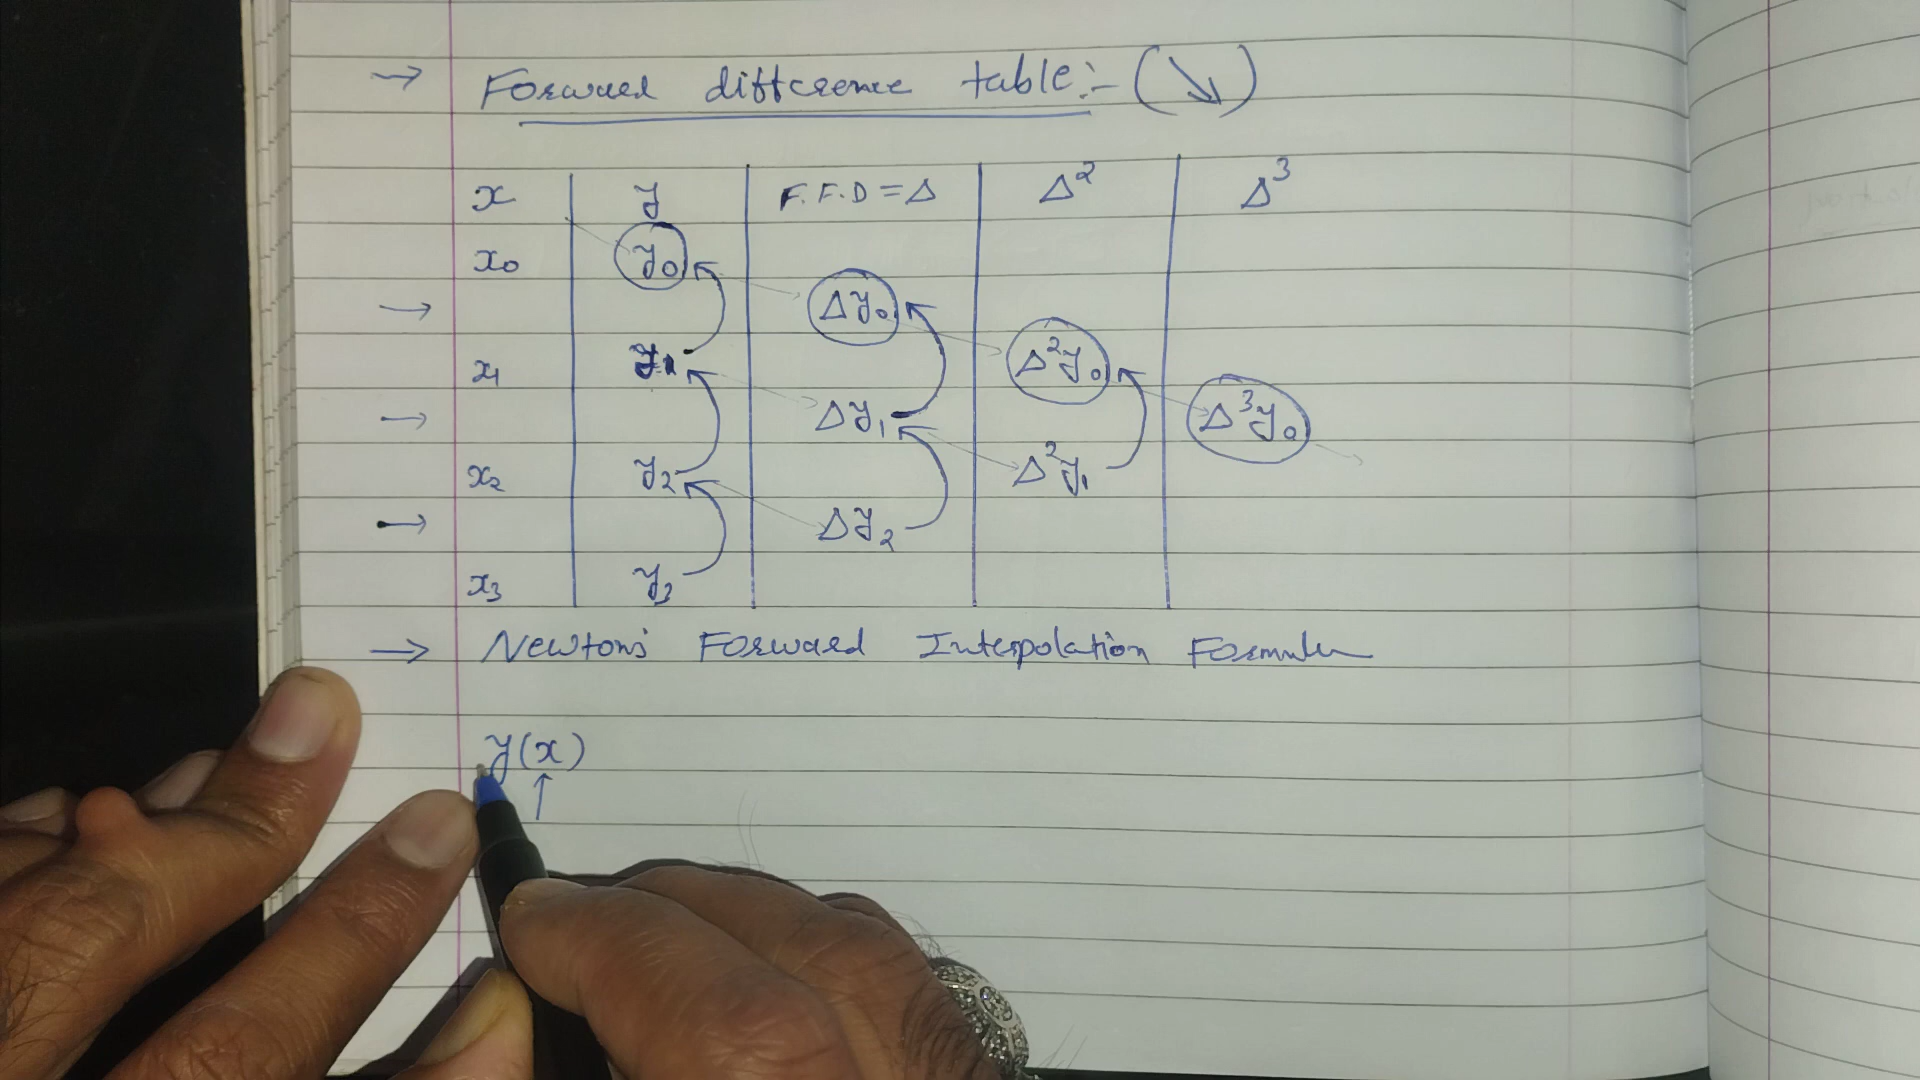 → Forward difference table :- (↘)
x y F.F.D = Δ Δ² Δ³
x₀ y₀
→ Δy₀
x₁ y₁ Δ²y₀
→ Δy₁ Δ³y₀
x₂ y₂ Δ²y₁
→ Δy₂
x₃ y₃
→ Newton's Forward Interpolation Formula
y(x)
↑